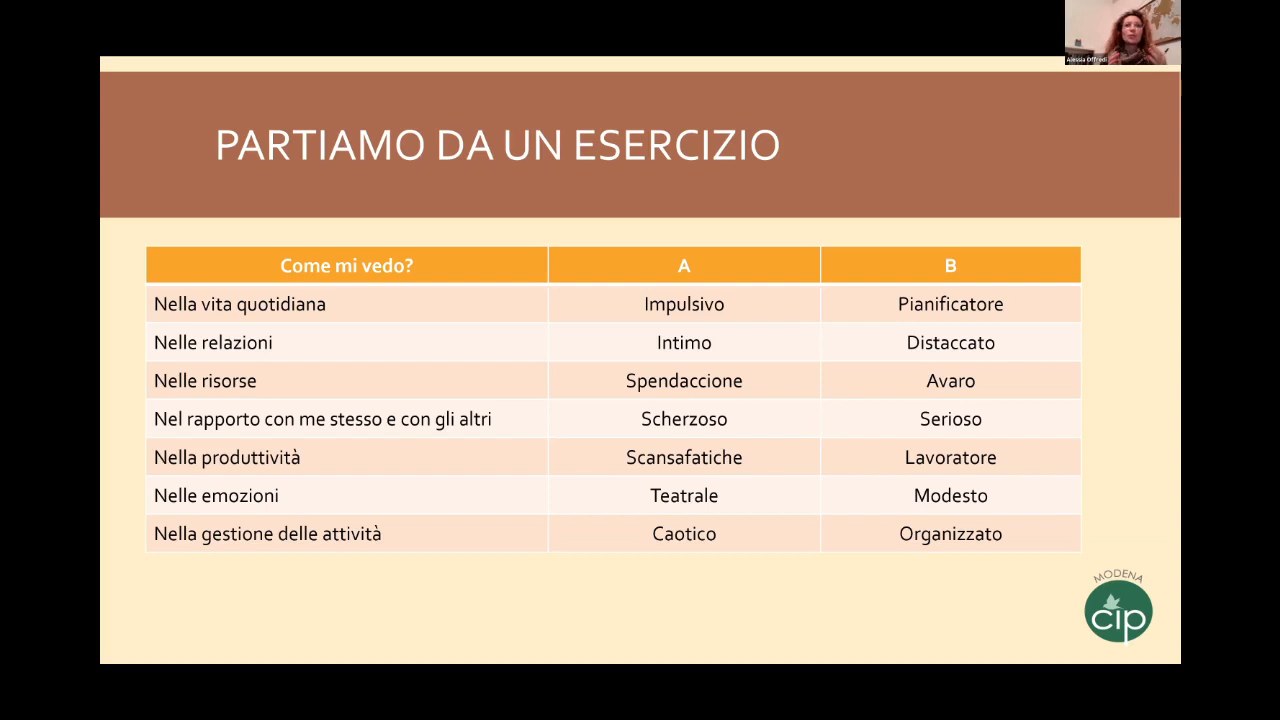 Alessia Offredi
PARTIAMO DA UN ESERCIZIO
Come mi vedo? A B
Nella vita quotidiana Impulsivo Pianificatore
Nelle relazioni Intimo Distaccato
Nelle risorse Spendaccione Avaro
Nel rapporto con me stesso e con gli altri Scherzoso Serioso
Nella produttività Scansafatiche Lavoratore
Nelle emozioni Teatrale Modesto
Nella gestione delle attività Caotico Organizzato
MODENA
cip